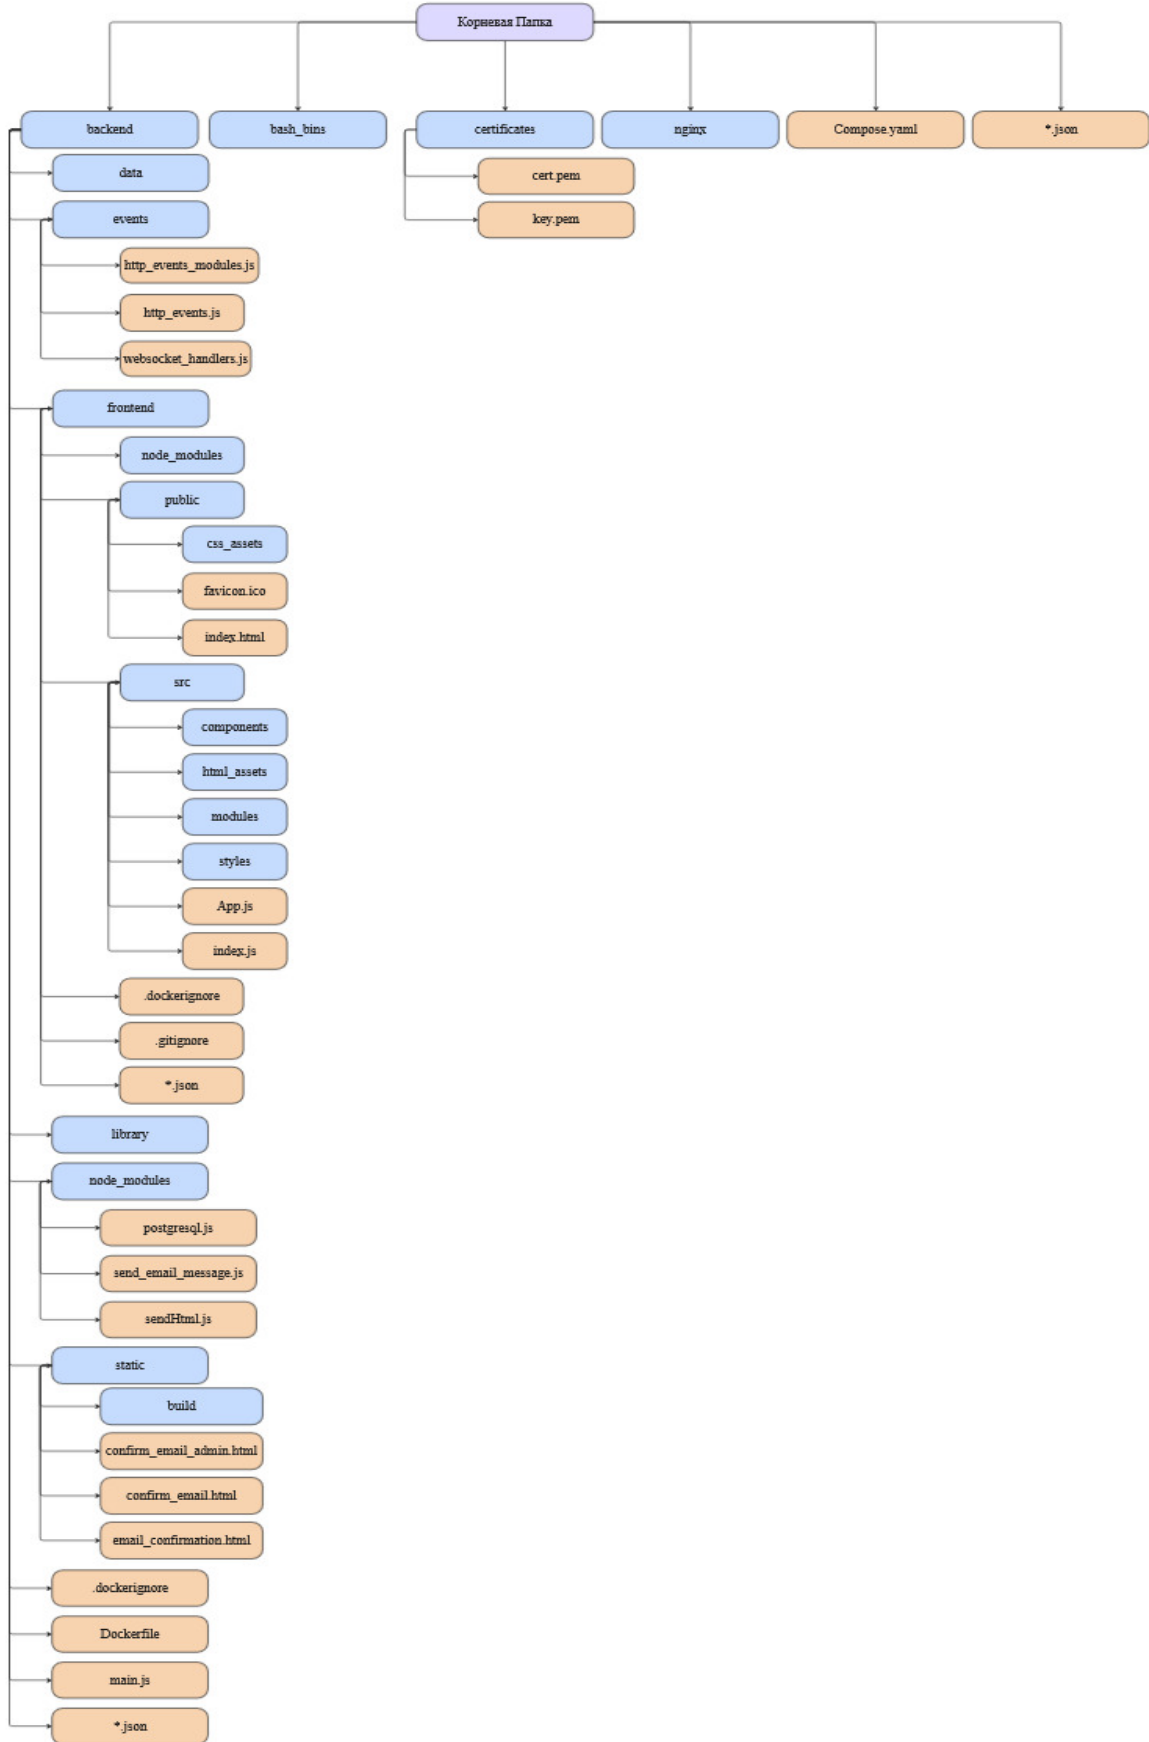 Корневая Папка
backend
bash_bins
certificates
nginx
Compose.yaml
*.json
data
cert.pem
events
key.pem
http_events_modules.js
http_events.js
websocket_handlers.js
frontend
node_modules
public
css_assets
favicon.ico
index.html
src
components
html_assets
modules
styles
App.js
index.js
.dockerignore
.gitignore
*.json
library
node_modules
postgresql.js
send_email_message.js
sendHtml.js
static
build
confirm_email_admin.html
confirm_email.html
email_confirmation.html
.dockerignore
Dockerfile
main.js
*.json